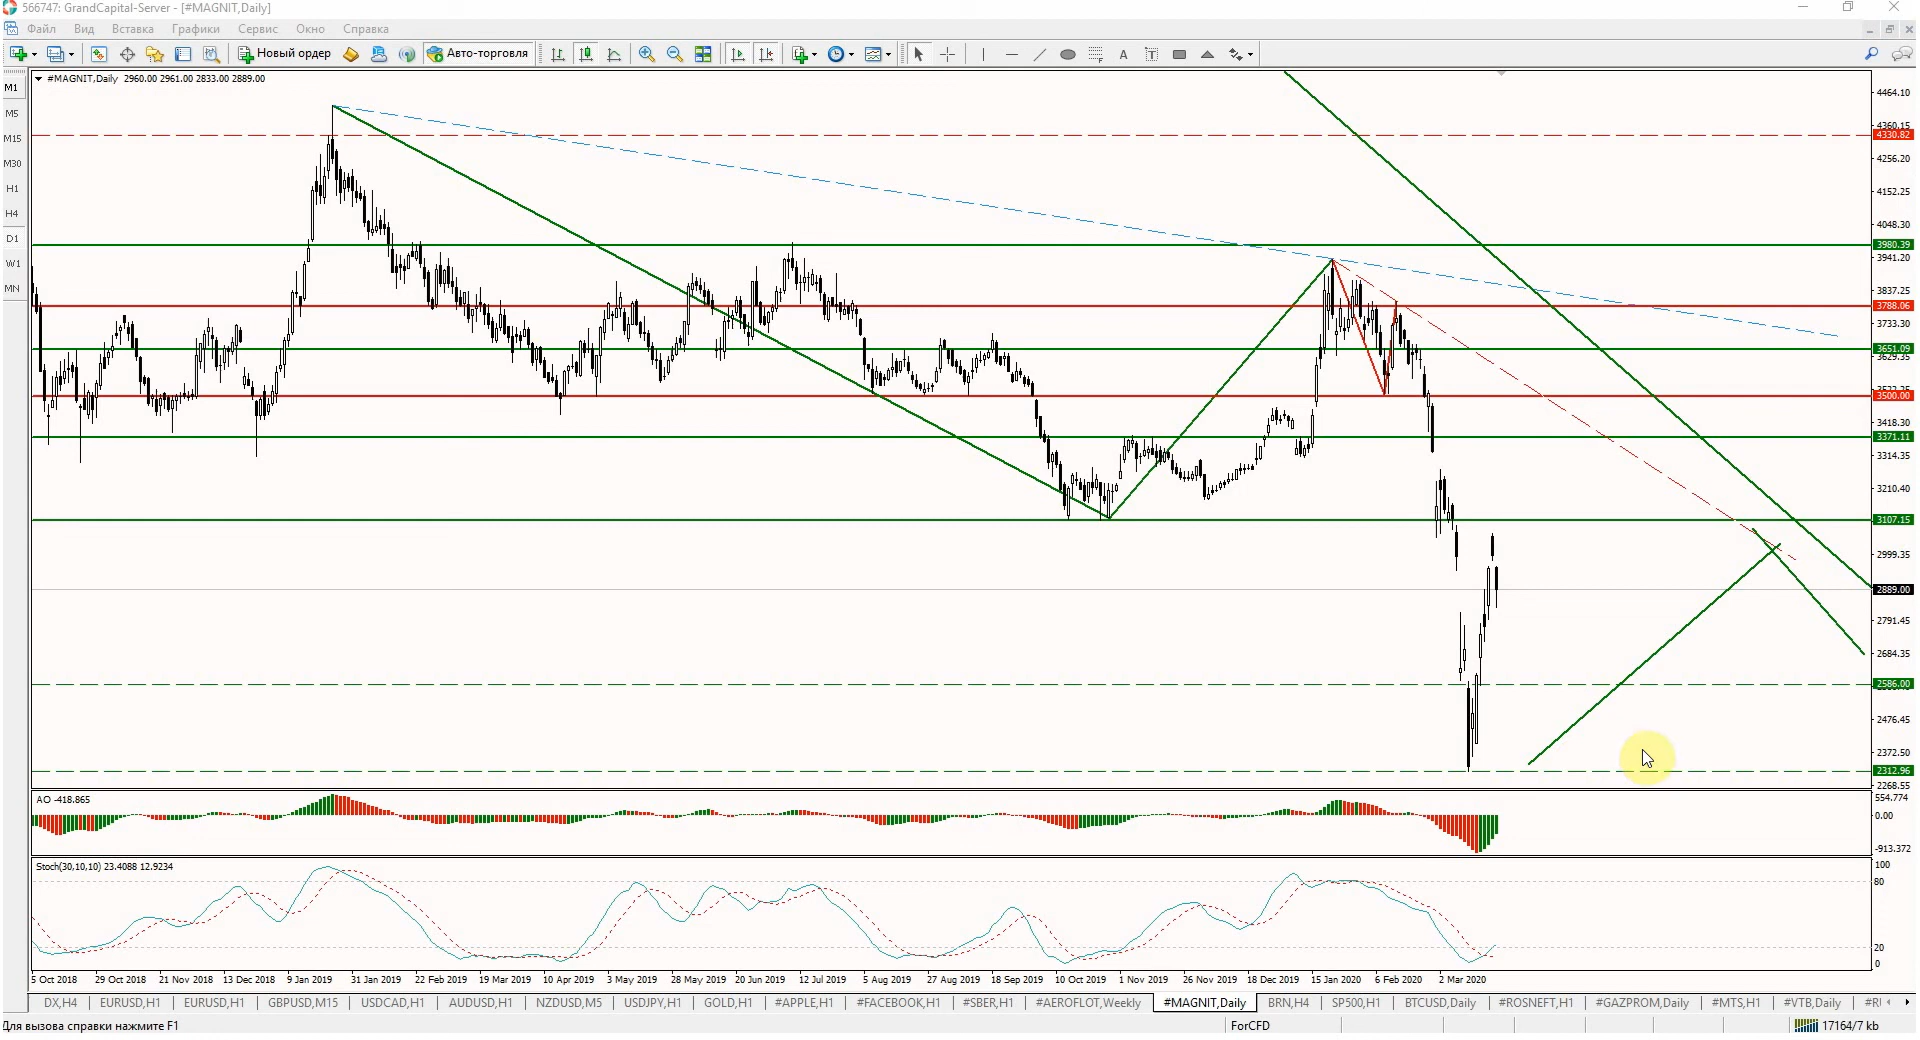 566747: GrandCapital-Server - [#MAGNIT,Daily]
Файл Вид Вставка Графики Сервис Окно Справка
Новый ордер Авто-торговля
M1
M5
M15
M30
H1
H4
D1
W1
MN
#MAGNIT,Daily 2960.00 2961.00 2833.00 2889.00
4464.10
4360.15
4330.82
4256.20
4152.25
4048.30
3980.39
3941.20
3837.25
3788.06
3733.30
3651.09
3629.35
3500.00
3418.30
3371.11
3314.35
3210.40
3107.15
2999.35
2889.00
2791.45
2684.35
2586.00
2476.45
2372.50
2312.96
2268.55
AO -418.865
554.774
0.00
-913.372
Stoch(30,10,10) 23.4088 12.9234
100
80
20
0
5 Oct 2018 29 Oct 2018 21 Nov 2018 13 Dec 2018 9 Jan 2019 31 Jan 2019 22 Feb 2019 19 Mar 2019 10 Apr 2019 3 May 2019 28 May 2019 20 Jun 2019 12 Jul 2019 5 Aug 2019 27 Aug 2019 18 Sep 2019 10 Oct 2019 1 Nov 2019 26 Nov 2019 18 Dec 2019 15 Jan 2020 6 Feb 2020 2 Mar 2020
DX,H4 EURUSD,H1 EURUSD,H1 GBPUSD,M15 USDCAD,H1 AUDUSD,H1 NZDUSD,M5 USDJPY,H1 GOLD,H1 #APPLE,H1 #FACEBOOK,H1 #SBER,H1 #AEROFLOT,Weekly #MAGNIT,Daily BRN,H4 SP500,H1 BTCUSD,Daily #ROSNEFT,H1 #GAZPROM,Daily #MTS,H1 #VTB,Daily
Для вызова справки нажмите F1 ForCFD 17164/7 kb